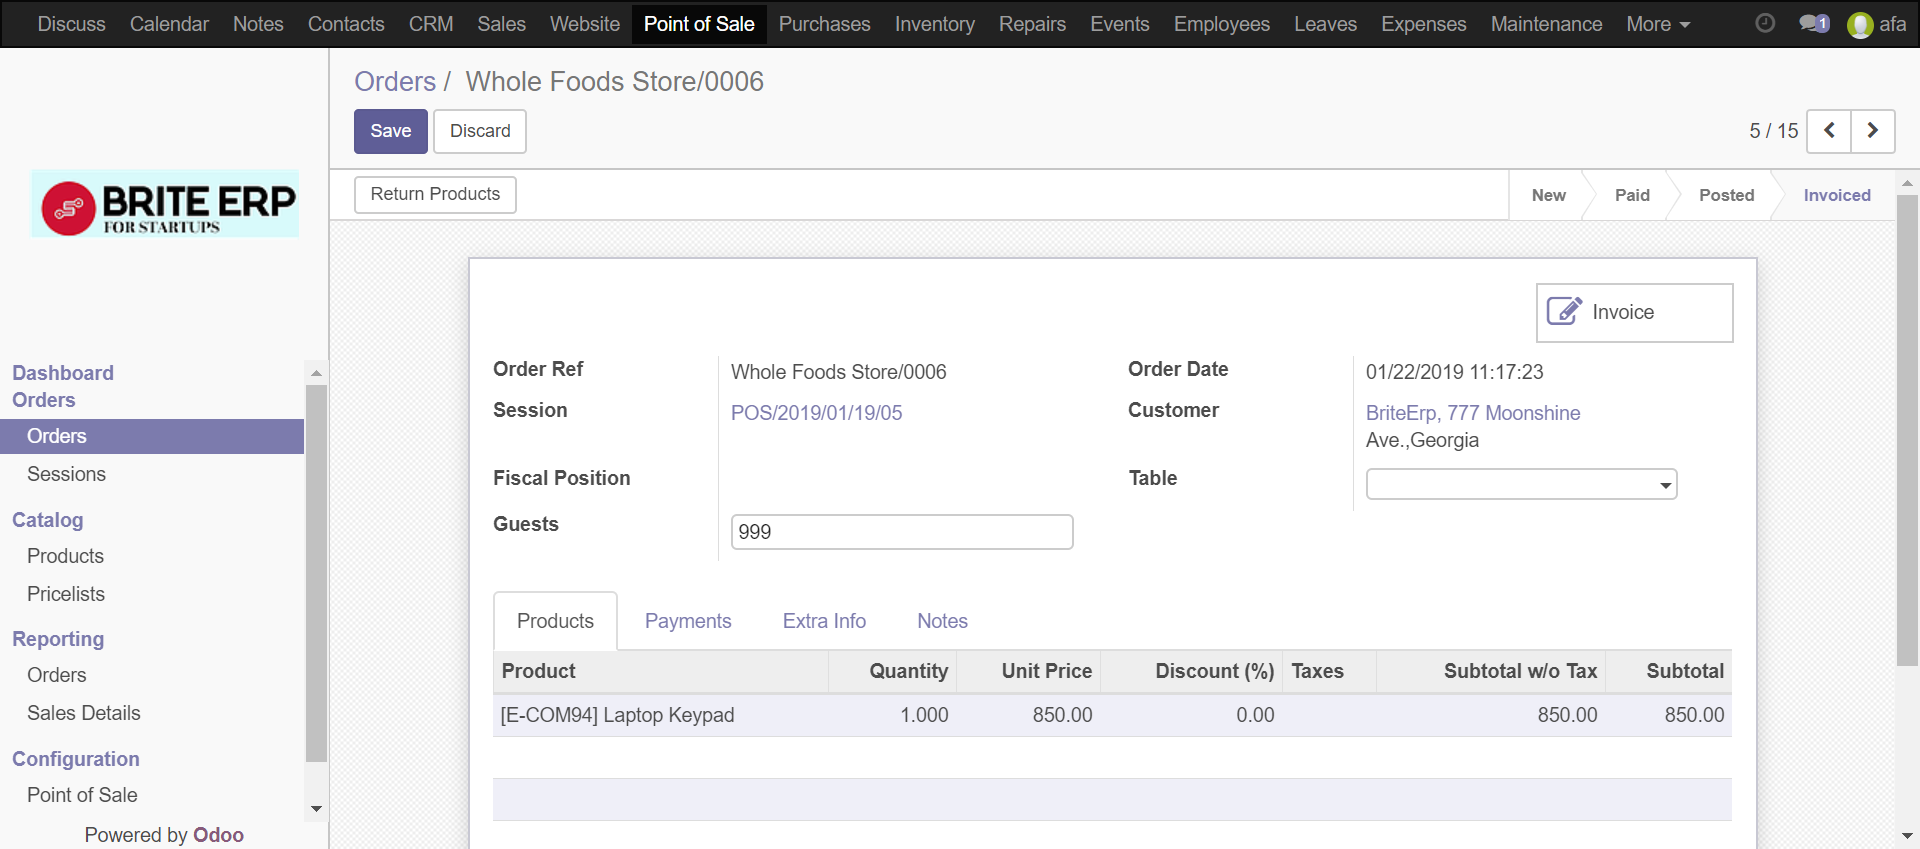 Discuss Calendar Notes Contacts CRM Sales Website Point of Sale Purchases Inventory Repairs Events Employees Leaves Expenses Maintenance More 1 afa
Orders / Whole Foods Store/0006
Save Discard
5 / 15
Return Products
New Paid Posted Invoiced
BRITE ERP
FOR STARTUPS
Dashboard
Orders
Orders
Sessions
Catalog
Products
Pricelists
Reporting
Orders
Sales Details
Configuration
Point of Sale
Powered by Odoo
Invoice
Order Ref Whole Foods Store/0006
Order Date 01/22/2019 11:17:23
Session POS/2019/01/19/05
Customer BriteErp, 777 Moonshine
Ave.,Georgia
Fiscal Position
Table
Guests 999
Products Payments Extra Info Notes
Product Quantity Unit Price Discount (%) Taxes Subtotal w/o Tax Subtotal
[E-COM94] Laptop Keypad 1.000 850.00 0.00 850.00 850.00